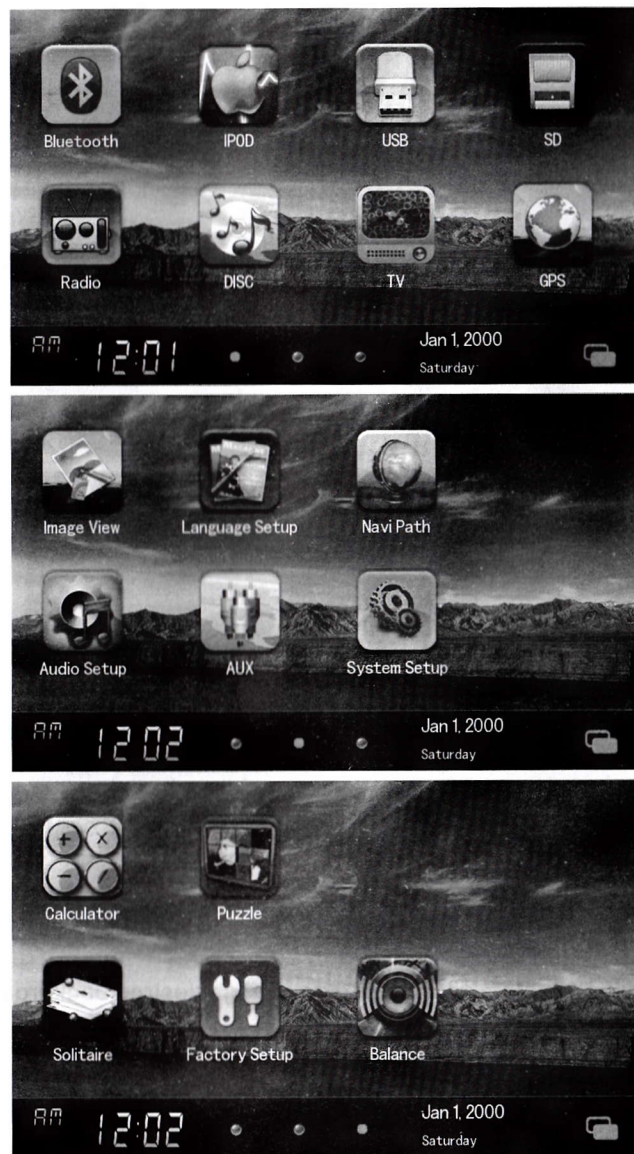 Bluetooth IPOD USB SD
Radio DISC TV GPS
AM 12:01 Jan 1, 2000
Saturday
Image View Language Setup Navi Path
Audio Setup AUX System Setup
AM 12 02 Jan 1, 2000
Saturday
Calculator Puzzle
Solitaire Factory Setup Balance
AM 12:02 Jan 1, 2000
Saturday